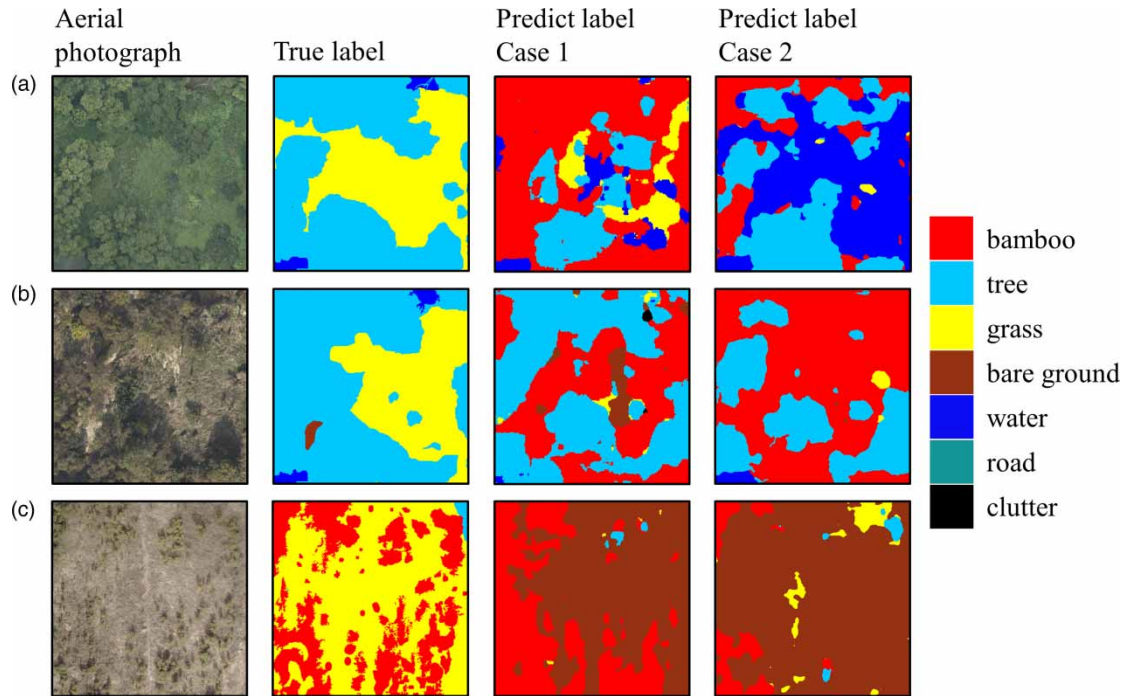 Aerial
photograph
True label
Predict label
Case 1
Predict label
Case 2
(a)
(b)
(c)
bamboo
tree
grass
bare ground
water
road
clutter